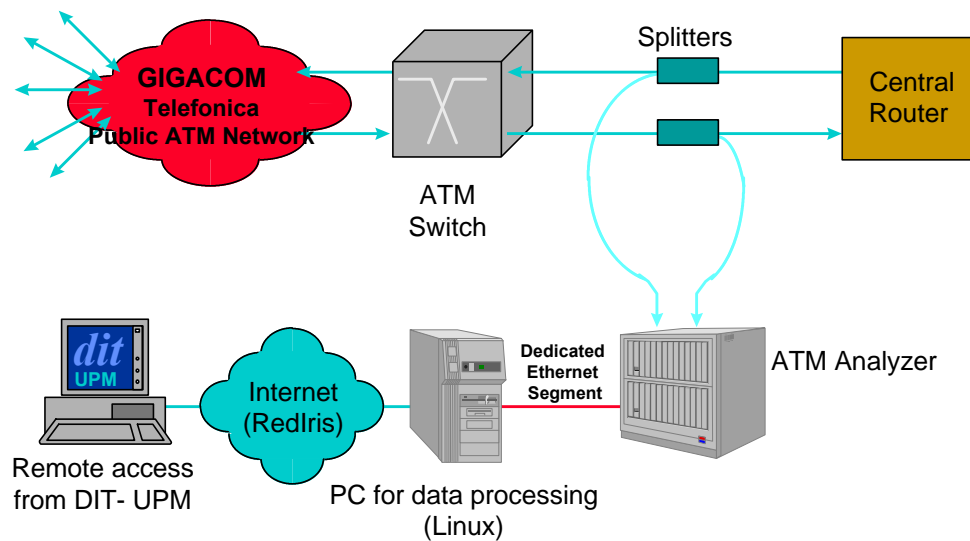 Splitters
GIGACOM
Telefonica
Public ATM Network
Central
Router
ATM
Switch
dit
UPM
Internet
(RedIris)
Dedicated
Ethernet
Segment
ATM Analyzer
Remote access
from DIT- UPM
PC for data processing
(Linux)